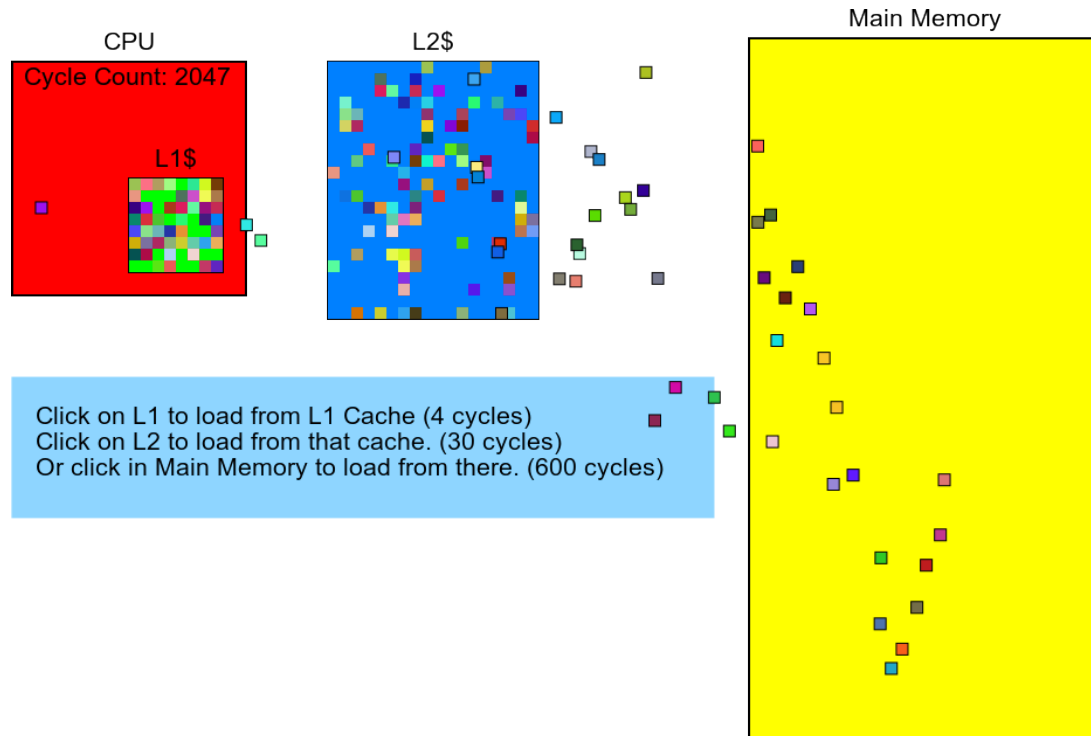 CPU
L2$
Main Memory
Cycle Count: 2047
L1$
Click on L1 to load from L1 Cache (4 cycles)
Click on L2 to load from that cache. (30 cycles)
Or click in Main Memory to load from there. (600 cycles)